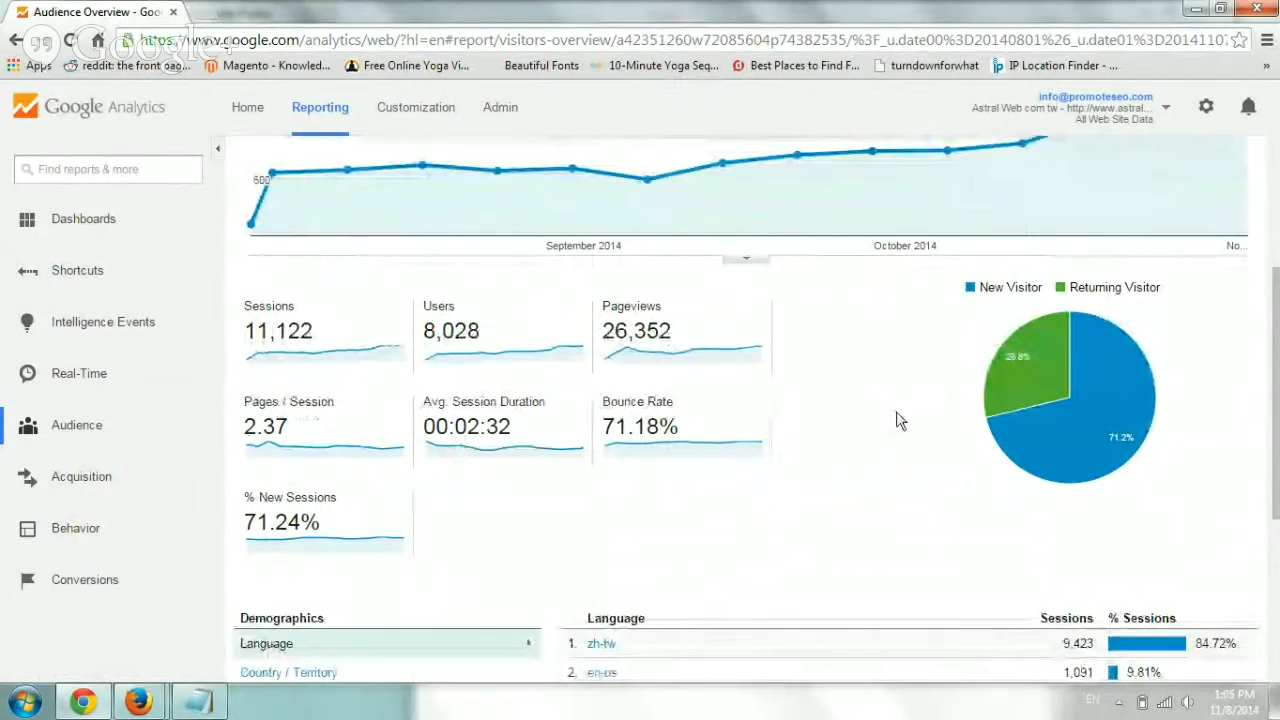 Audience Overview - Goo
Google+
https://www.google.com/analytics/web/?hl=en#report/visitors-overview/a42351260w72085604p74382535/%3F_u.date00%3D20140801%26_u.date01%3D2014110
Apps
reddit: the front
Magento - Knowled...
Free Online Yoga Vi...
Beautiful Fonts
10-Minute Yoga Seq...
Best Places to Find F...
turndownforwhat
IP Location Finder - ...
»
Google Analytics
Home
Reporting
Customization
Admin
info@promoteseo.com
Astral Web com tw - http://www.astral...
All Web Site Data
Find reports & more
Dashboards
Shortcuts
Intelligence Events
Real-Time
Audience
Acquisition
Behavior
Conversions
600
September 2014
October 2014
No...
New Visitor
Returning Visitor
Sessions
11,122
Users
8,028
Pageviews
26,352
28.8%
71.2%
Pages / Session
2.37
Avg. Session Duration
00:02:32
Bounce Rate
71.18%
% New Sessions
71.24%
Demographics
Language
Sessions
% Sessions
Language
1. zh-tw
9,423
84.72%
Country / Territory
2. en-us
1,091
9.81%
EN
1:05 PM
11/8/2014